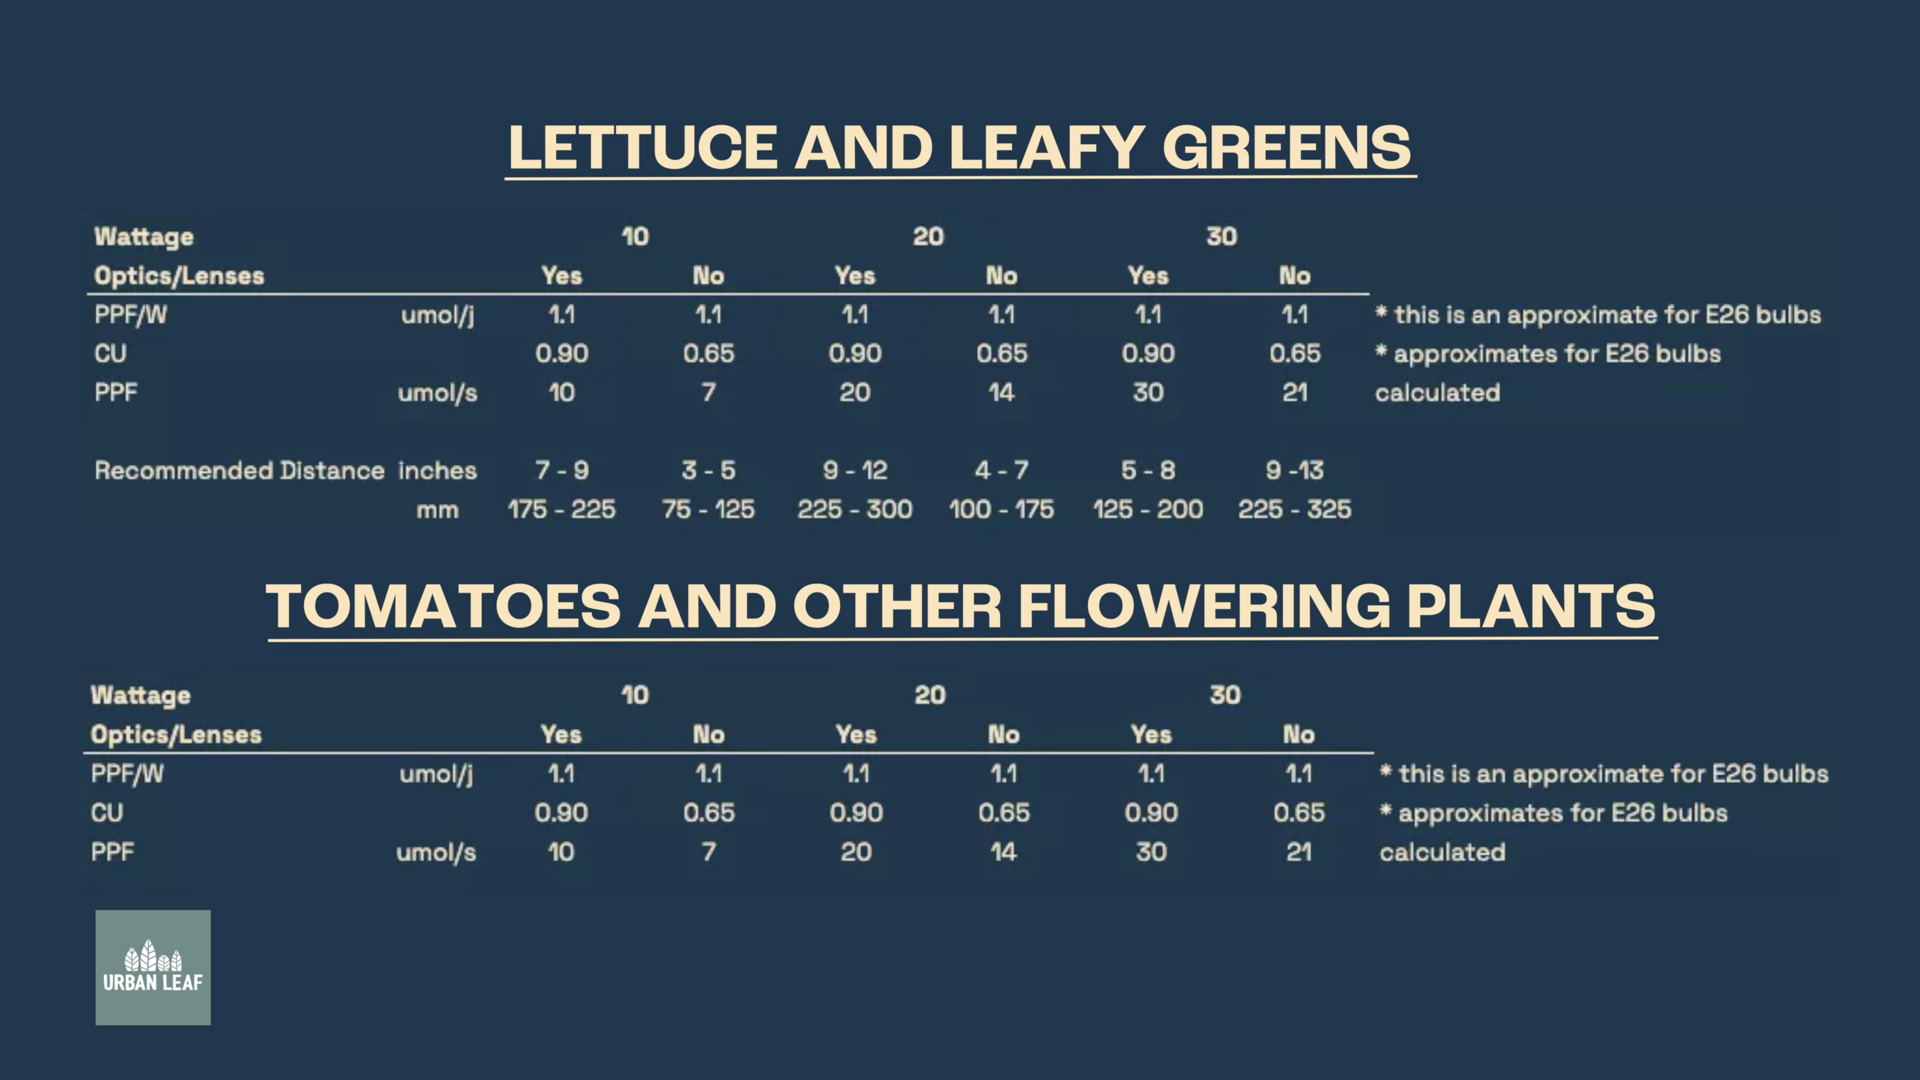 LETTUCE AND LEAFY GREENS
Wattage 10 20 30
Optics/Lenses Yes No Yes No Yes No
PPF/W umol/j 1.1 1.1 1.1 1.1 1.1 1.1 * this is an approximate for E26 bulbs
CU 0.90 0.65 0.90 0.65 0.90 0.65 * approximates for E26 bulbs
PPF umol/s 10 7 20 14 30 21 calculated
Recommended Distance inches 7 - 9 3 - 5 9 - 12 4 - 7 5 - 8 9 -13
mm 175 - 225 75 - 125 225 - 300 100 - 175 125 - 200 225 - 325
TOMATOES AND OTHER FLOWERING PLANTS
Wattage 10 20 30
Optics/Lenses Yes No Yes No Yes No
PPF/W umol/j 1.1 1.1 1.1 1.1 1.1 1.1 * this is an approximate for E26 bulbs
CU 0.90 0.65 0.90 0.65 0.90 0.65 * approximates for E26 bulbs
PPF umol/s 10 7 20 14 30 21 calculated
URBAN LEAF